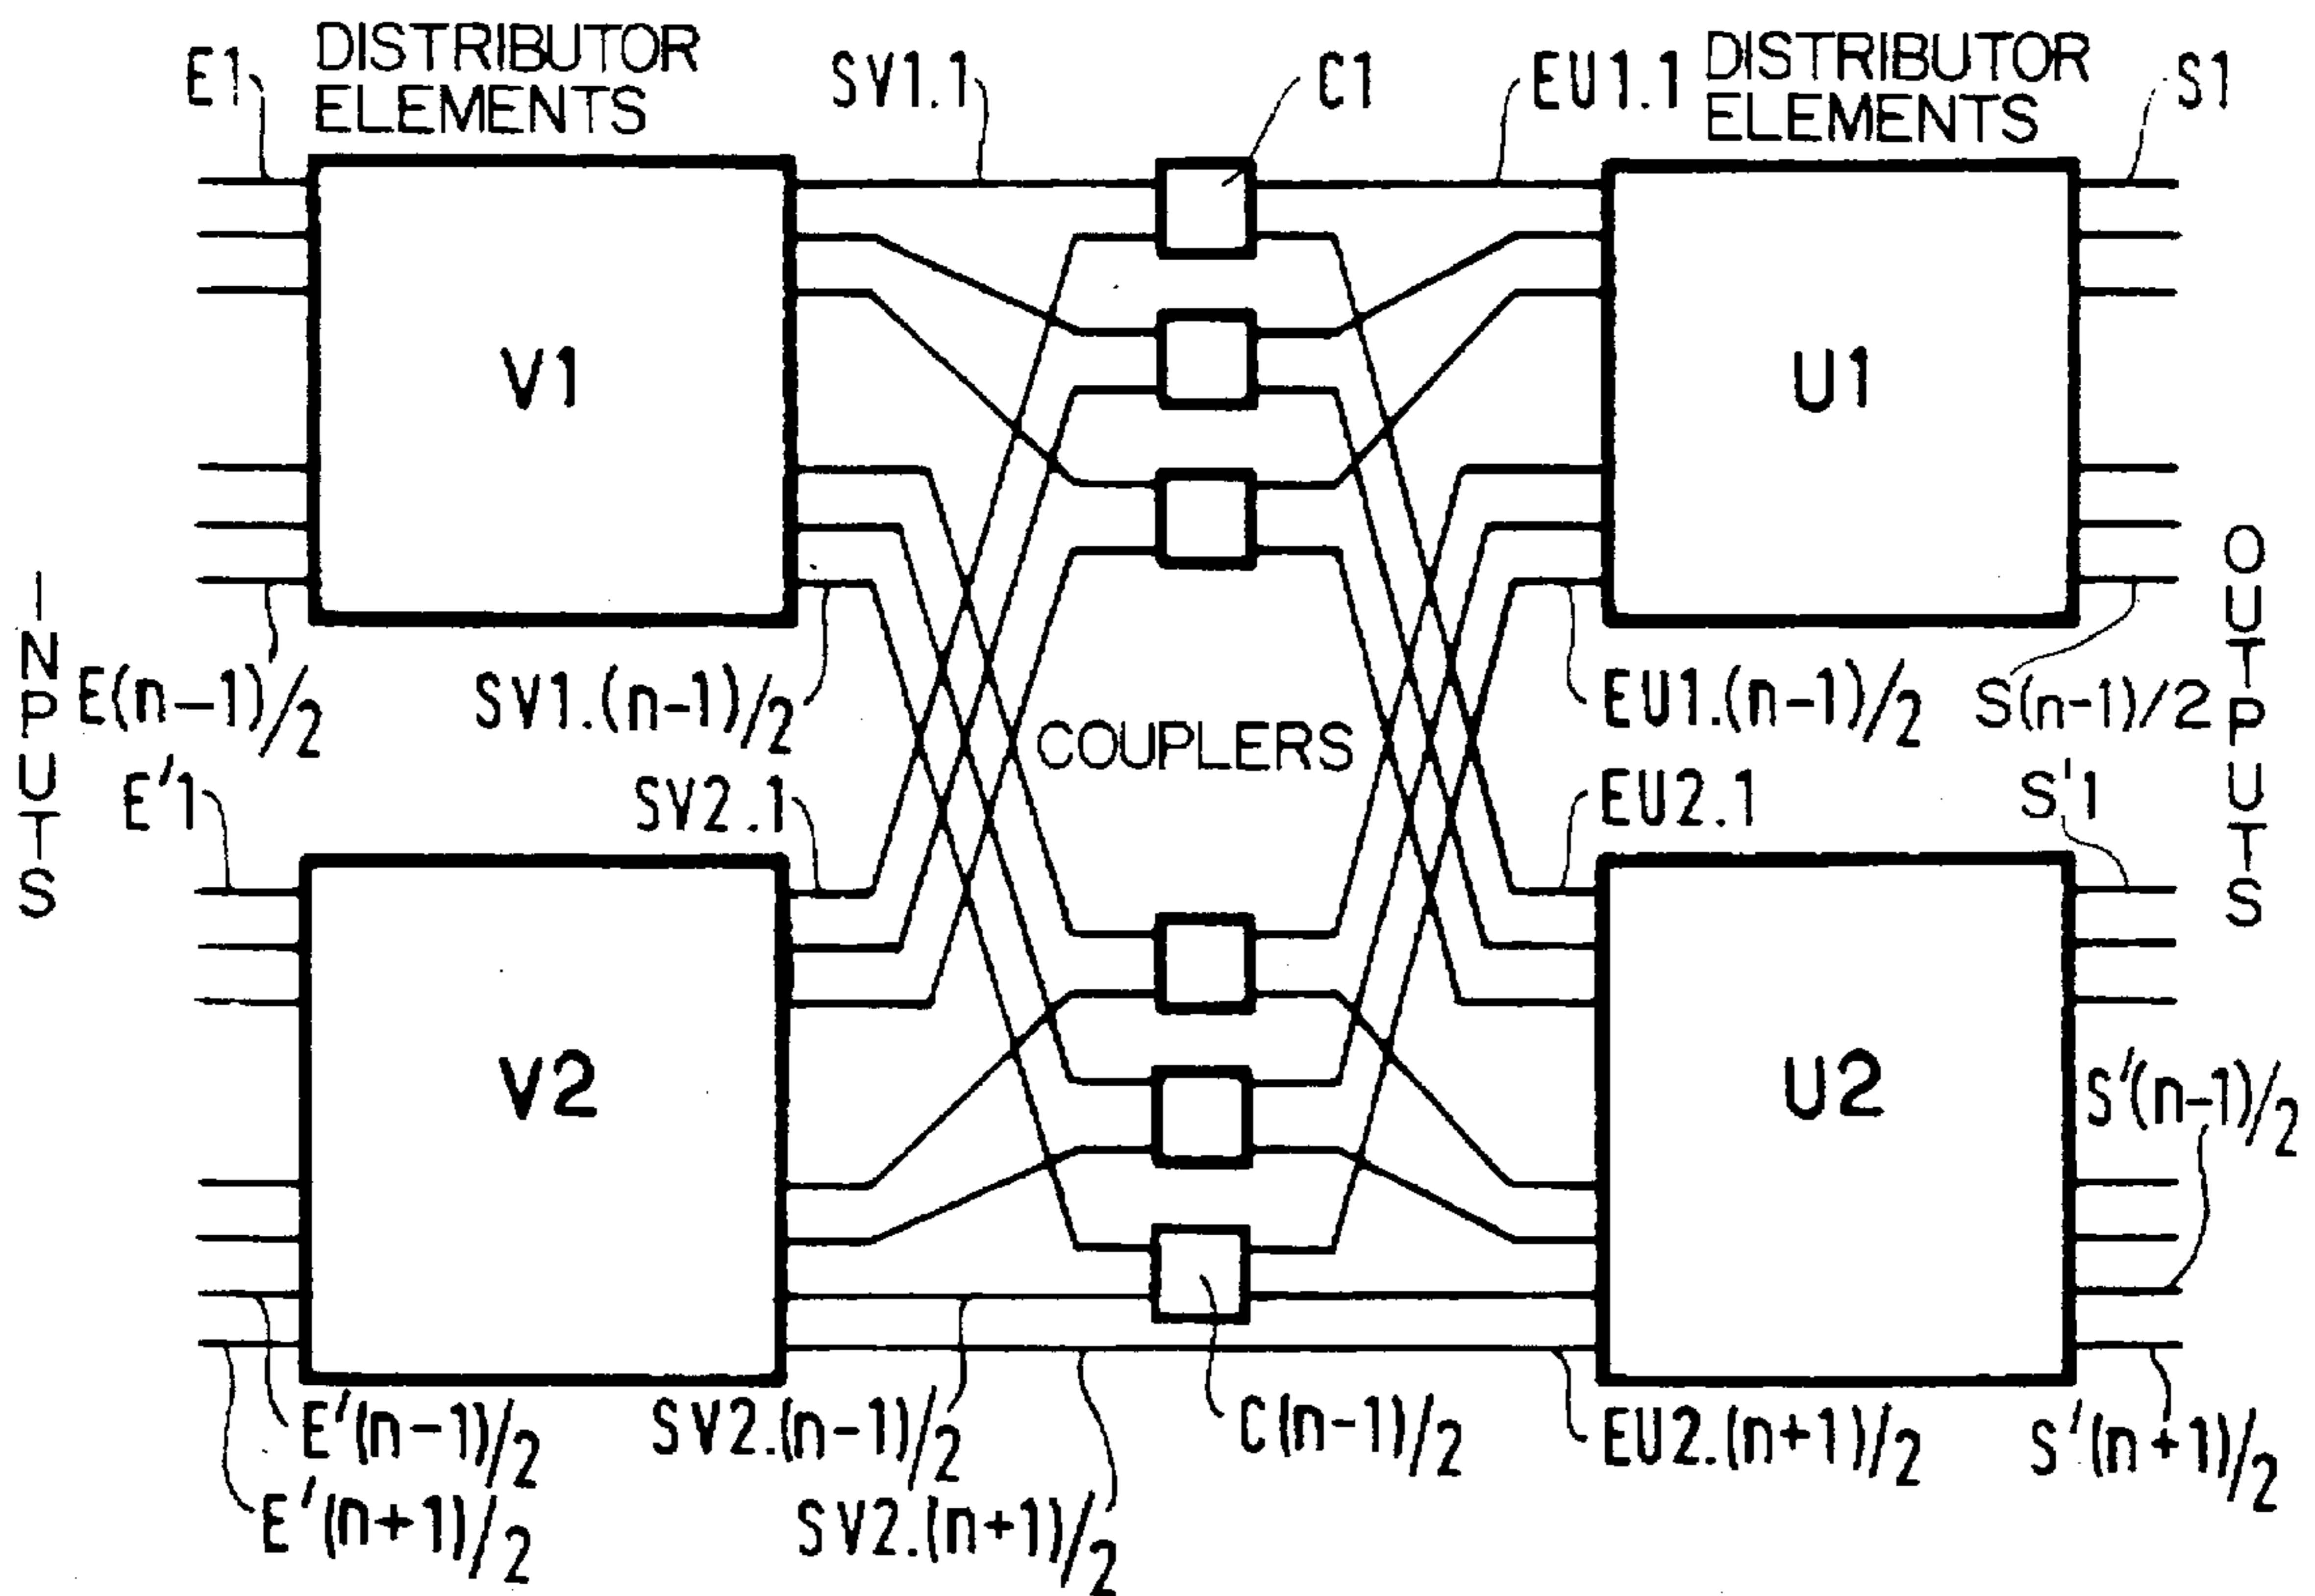 E1
DISTRIBUTOR
ELEMENTS
SV1.1
C1
EU1.1
DISTRIBUTOR
ELEMENTS
S1
V1
U1
INPUTS
OUTPUTS
E(n-1)/2
SV1.(n-1)/2
COUPLERS
EU1.(n-1)/2
S(n-1)/2
E'1
SV2.1
EU2.1
S'1
V2
U2
S'(n-1)/2
E'(n-1)/2
SV2.(n-1)/2
C(n-1)/2
EU2.(n+1)/2
S'(n+1)/2
E'(n+1)/2
SV2.(n+1)/2